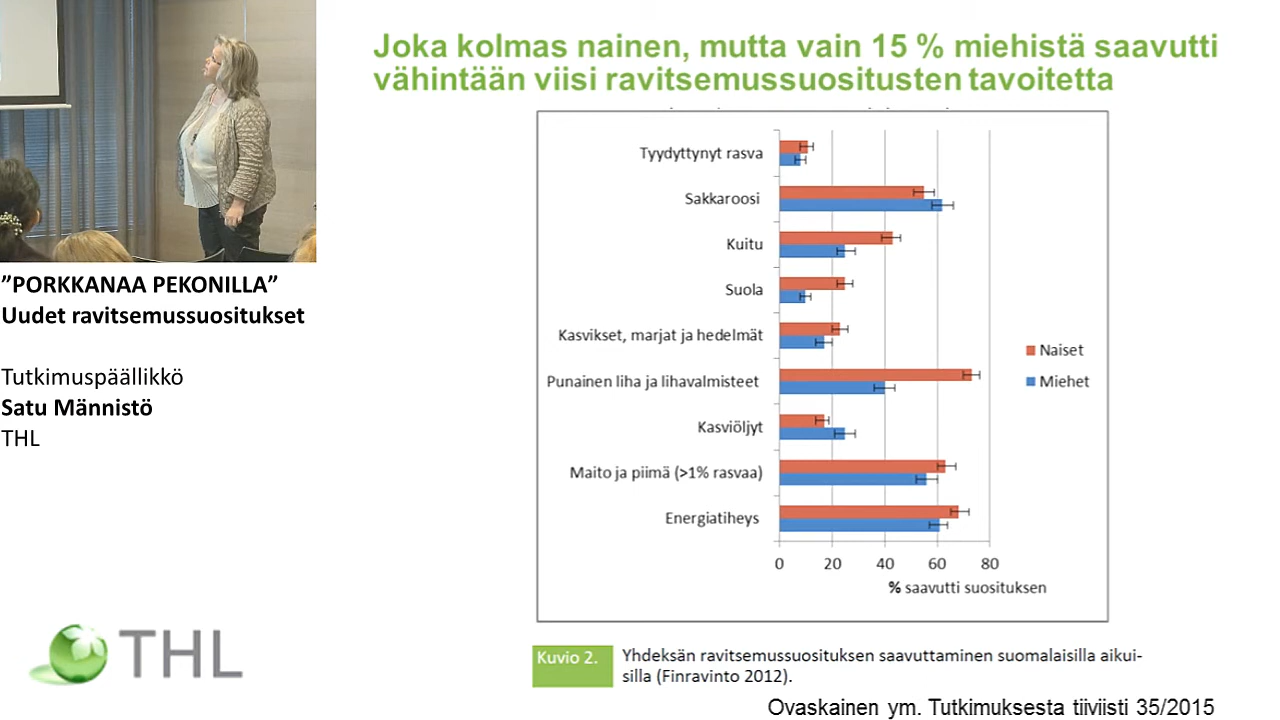 Joka kolmas nainen, mutta vain 15 % miehistä saavutti
vähintään viisi ravitsemussuositusten tavoitetta
”PORKKANAA PEKONILLA”
Uudet ravitsemussuositukset
Tutkimuspäällikkö
Satu Männistö
THL
THL
Tyydyttynyt rasva
Sakkaroosi
Kuitu
Suola
Kasvikset, marjat ja hedelmät
Punainen liha ja lihavalmisteet
Kasviöljyt
Maito ja piimä (>1% rasvaa)
Energiatiheys
0 20 40 60 80
% saavutti suosituksen
Naiset
Miehet
Kuvio 2. Yhdeksän ravitsemussuosituksen saavuttaminen suomalaisilla aikui-
silla (Finravinto 2012).
Ovaskainen ym. Tutkimuksesta tiiviisti 35/2015